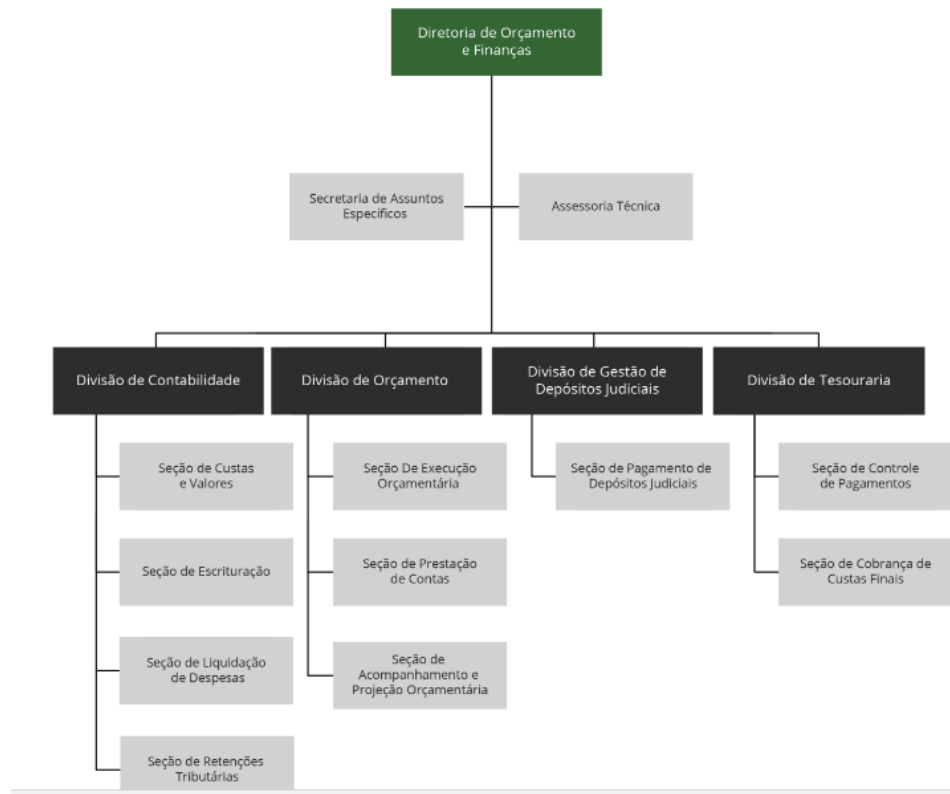 Diretoria de Orçamento
e Finanças
Secretaria de Assuntos
Específicos
Assessoria Técnica
Divisão de Contabilidade
Divisão de Orçamento
Divisão de Gestão de
Depósitos Judiciais
Divisão de Tesouraria
Seção de Custas
e Valores
Seção De Execução
Orçamentária
Seção de Pagamento de
Depósitos Judiciais
Seção de Controle
de Pagamentos
Seção de Escrituração
Seção de Prestação
de Contas
Seção de Cobrança de
Custas Finais
Seção de Liquidação
de Despesas
Seção de
Acompanhamento e
Projeção Orçamentária
Seção de Retenções
Tributárias